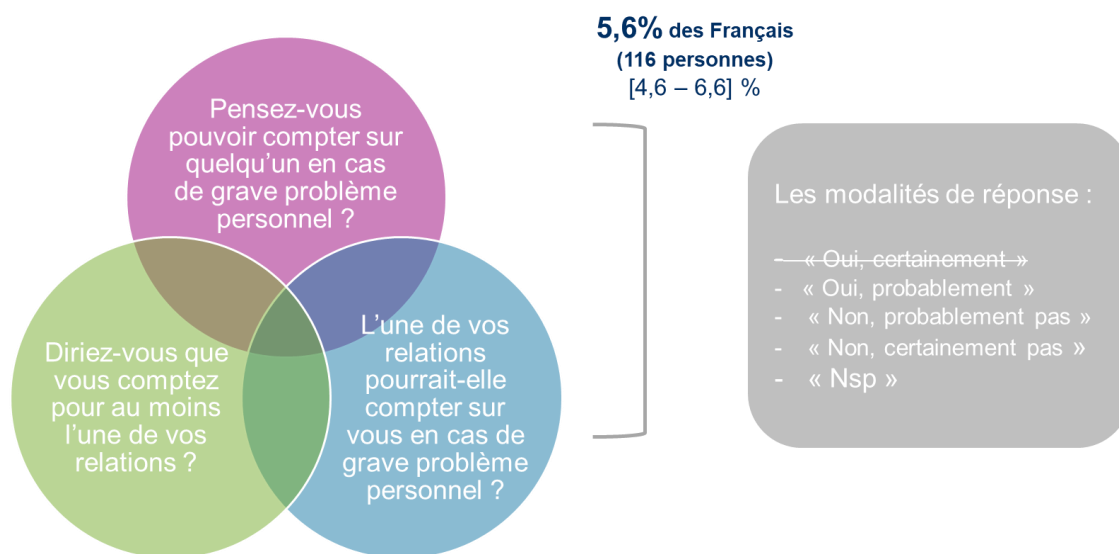 5,6% des Français
(116 personnes)
[4,6 – 6,6] %
Pensez-vous
pouvoir compter sur
quelqu’un en cas
de grave problème
personnel ?
Diriez-vous que
vous comptez
pour au moins
l’une de vos
relations ?
L’une de vos
relations
pourrait-elle
compter sur
vous en cas de
grave problème
personnel ?
Les modalités de réponse :
- « Oui, certainement »
- « Oui, probablement »
- « Non, probablement pas »
- « Non, certainement pas »
- « Nsp »